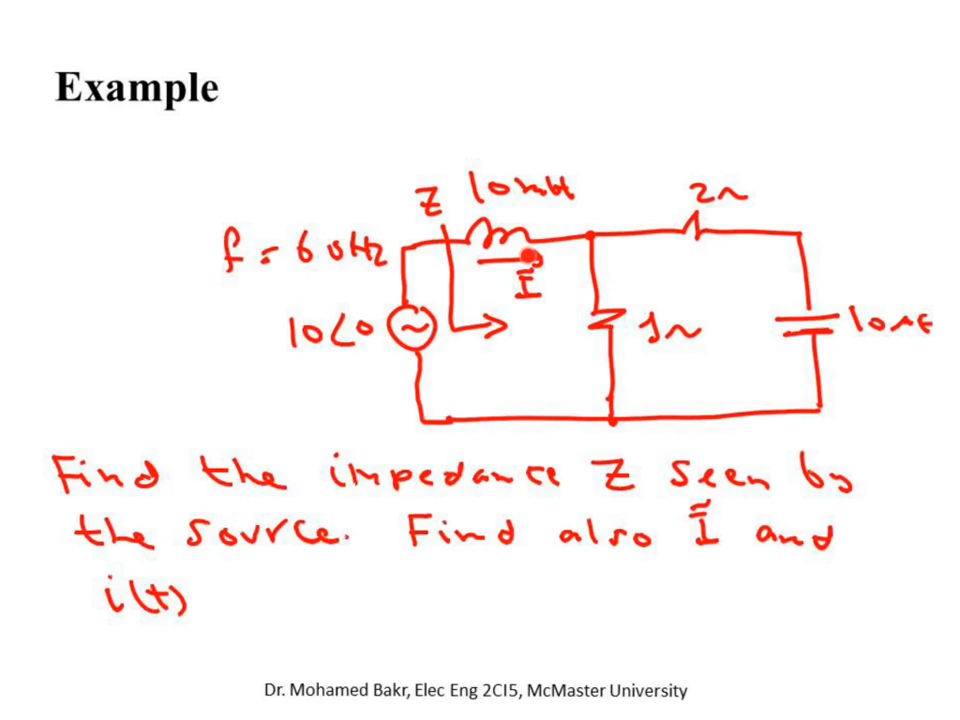 Example
Z 10mH 2Ω
f = 60Hz
Ĩ
10∠0 1Ω 10μF
Find the impedance Z seen by
the source. Find also Ĩ and
i(t)
Dr. Mohamed Bakr, Elec Eng 2CI5, McMaster University